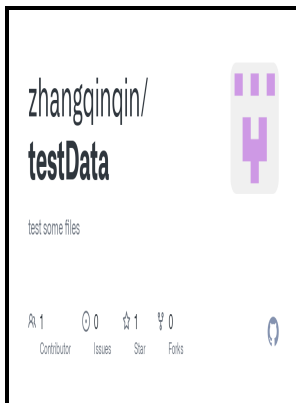 zhangqinqin/
testData
test some files
1 0 1 0
Contributor Issues Star Forks